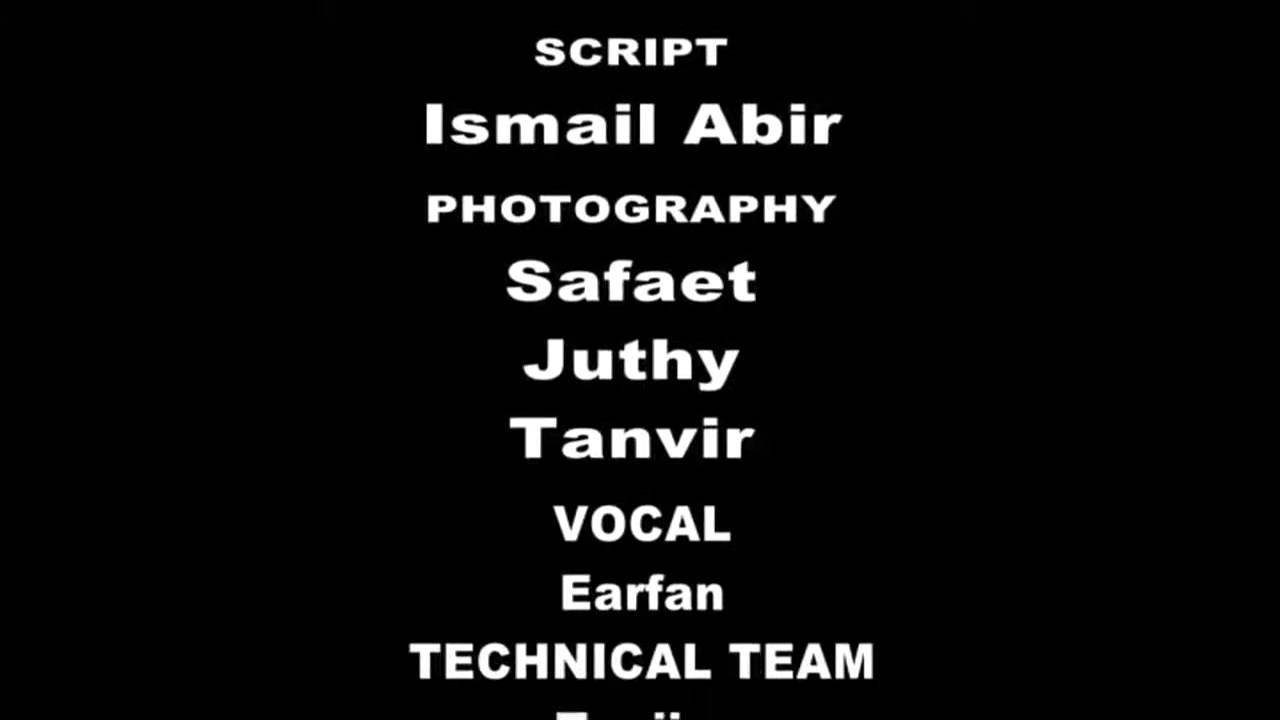 SCRIPT
Ismail Abir
PHOTOGRAPHY
Safaet
Juthy
Tanvir
VOCAL
Earfan
TECHNICAL TEAM